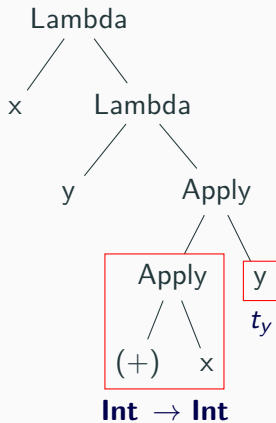 Lambda
x Lambda
y Apply
Apply y
t_y
(+) x
Int → Int